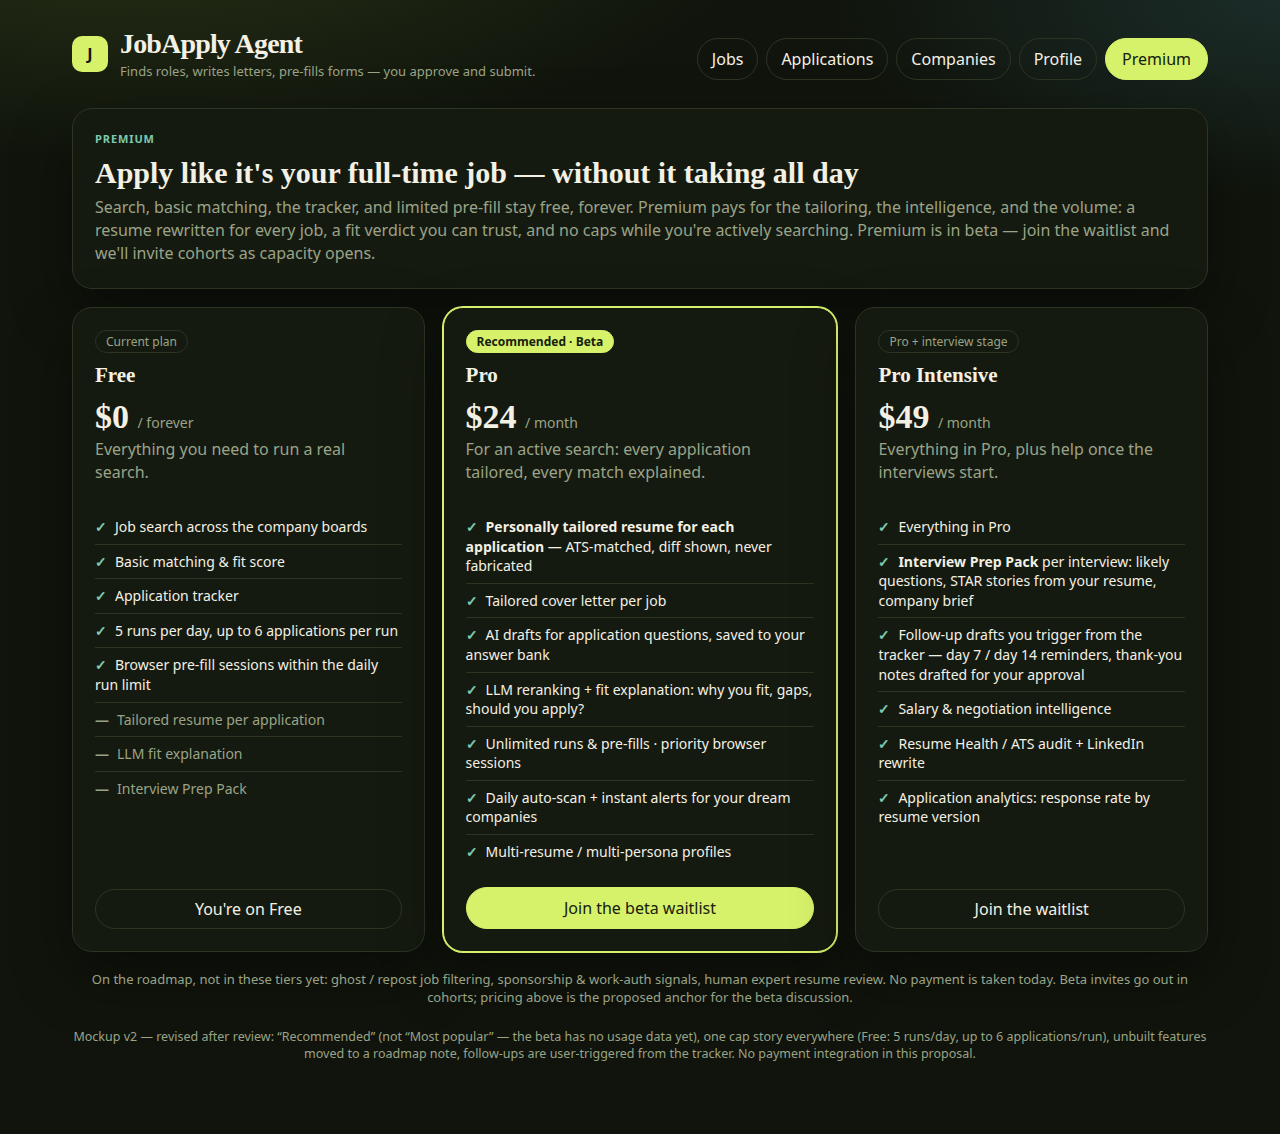 J
JobApply Agent
Finds roles, writes letters, pre-fills forms — you approve and submit.
Jobs
Applications
Companies
Profile
Premium
PREMIUM
Apply like it's your full-time job — without it taking all day
Search, basic matching, the tracker, and limited pre-fill stay free, forever. Premium pays for the tailoring, the intelligence, and the volume: a
resume rewritten for every job, a fit verdict you can trust, and no caps while you're actively searching. Premium is in beta — join the waitlist and
we'll invite cohorts as capacity opens.
Current plan
Free
$0 / forever
Everything you need to run a real
search.
✓ Job search across the company boards
✓ Basic matching & fit score
✓ Application tracker
✓ 5 runs per day, up to 6 applications per run
✓ Browser pre-fill sessions within the daily
run limit
— Tailored resume per application
— LLM fit explanation
— Interview Prep Pack
You're on Free
Recommended · Beta
Pro
$24 / month
For an active search: every application
tailored, every match explained.
✓ Personally tailored resume for each
application — ATS-matched, diff shown, never
fabricated
✓ Tailored cover letter per job
✓ AI drafts for application questions, saved to your
answer bank
✓ LLM reranking + fit explanation: why you fit, gaps,
should you apply?
✓ Unlimited runs & pre-fills · priority browser
sessions
✓ Daily auto-scan + instant alerts for your dream
companies
✓ Multi-resume / multi-persona profiles
Join the beta waitlist
Pro + interview stage
Pro Intensive
$49 / month
Everything in Pro, plus help once the
interviews start.
✓ Everything in Pro
✓ Interview Prep Pack per interview: likely
questions, STAR stories from your resume,
company brief
✓ Follow-up drafts you trigger from the
tracker — day 7 / day 14 reminders, thank-you
notes drafted for your approval
✓ Salary & negotiation intelligence
✓ Resume Health / ATS audit + LinkedIn
rewrite
✓ Application analytics: response rate by
resume version
Join the waitlist
On the roadmap, not in these tiers yet: ghost / repost job filtering, sponsorship & work-auth signals, human expert resume review. No payment is taken today. Beta invites go out in
cohorts; pricing above is the proposed anchor for the beta discussion.
Mockup v2 — revised after review: “Recommended” (not “Most popular” — the beta has no usage data yet), one cap story everywhere (Free: 5 runs/day, up to 6 applications/run), unbuilt features
moved to a roadmap note, follow-ups are user-triggered from the tracker. No payment integration in this proposal.